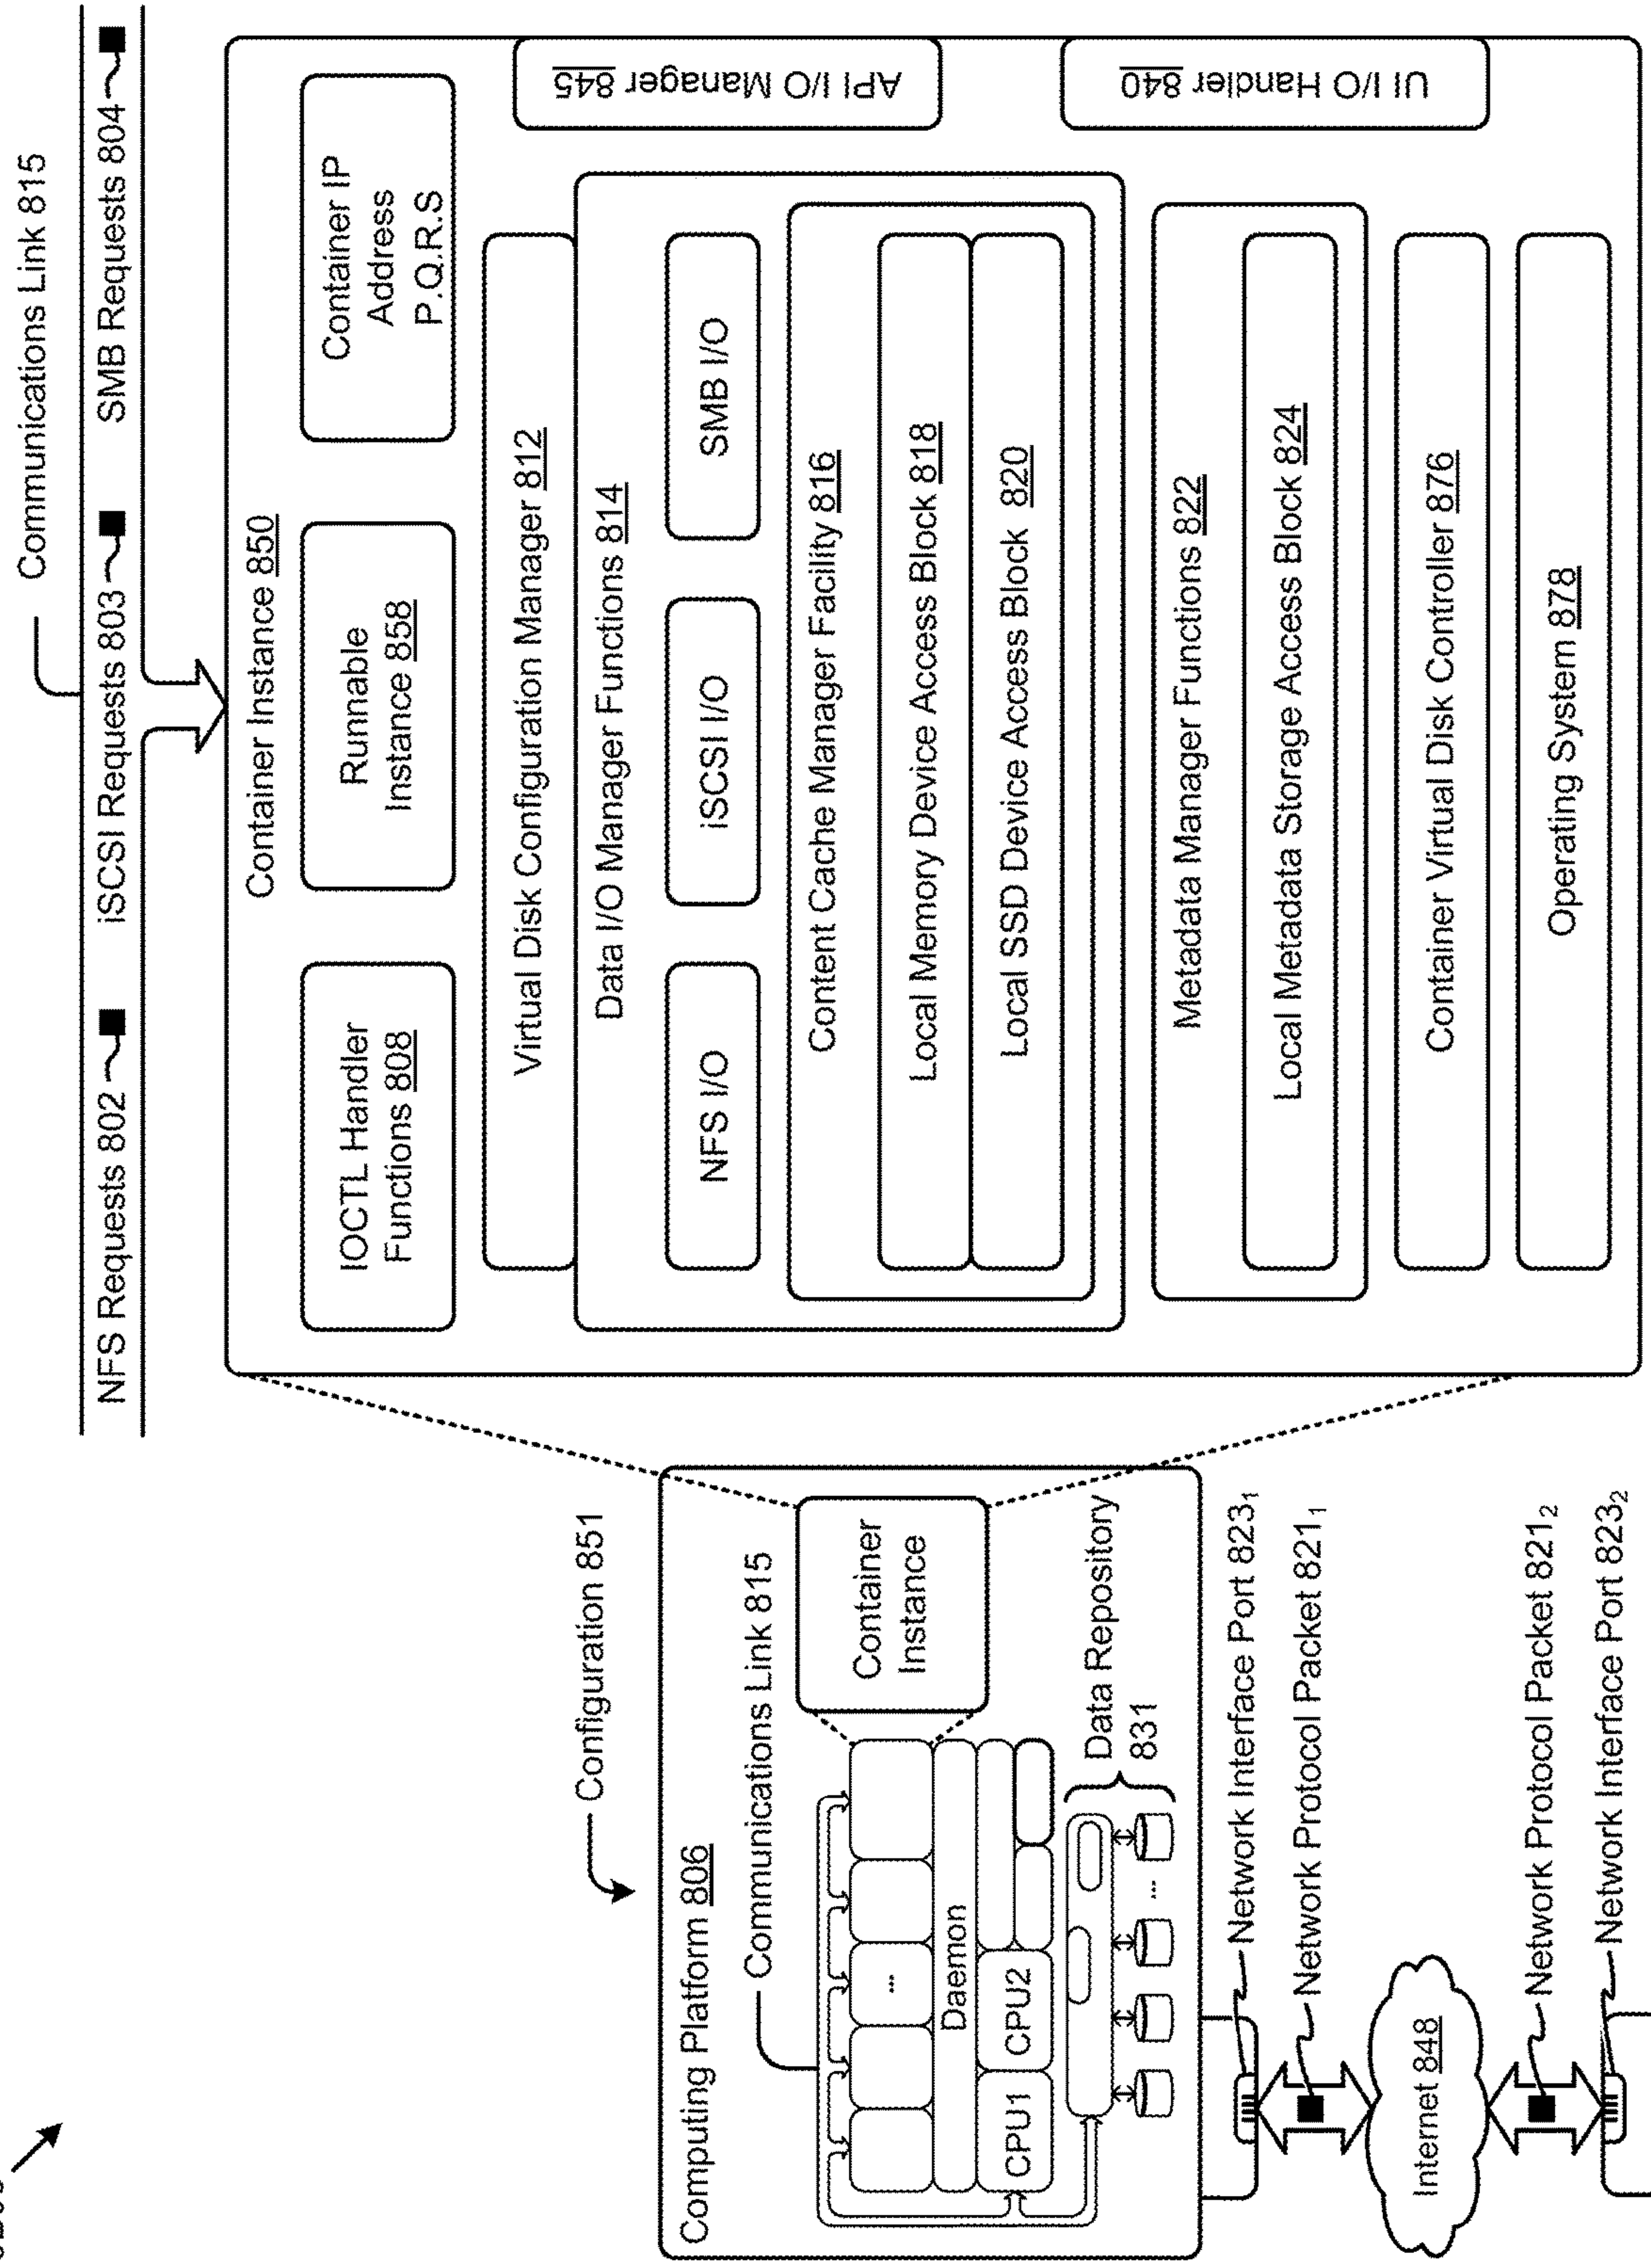 Communications Link 815
NFS Requests 802
iSCSI Requests 803
SMB Requests 804
Container Instance 850
IOCTL Handler
Functions 808
Runnable
Instance 858
Container IP
Address
P.Q.R.S
Virtual Disk Configuration Manager 812
Data I/O Manager Functions 814
NFS I/O
iSCSI I/O
SMB I/O
Content Cache Manager Facility 816
Local Memory Device Access Block 818
Local SSD Device Access Block 820
Metadata Manager Functions 822
Local Metadata Storage Access Block 824
Container Virtual Disk Controller 876
Operating System 878
API I/O Manager 845
UI I/O Handler 840
Configuration 851
Computing Platform 806
Communications Link 815
Container
Instance
...
Daemon
CPU1
CPU2
Data Repository
831
...
Network Interface Port 823₁
Network Protocol Packet 821₁
Internet 848
Network Protocol Packet 821₂
Network Interface Port 823₂